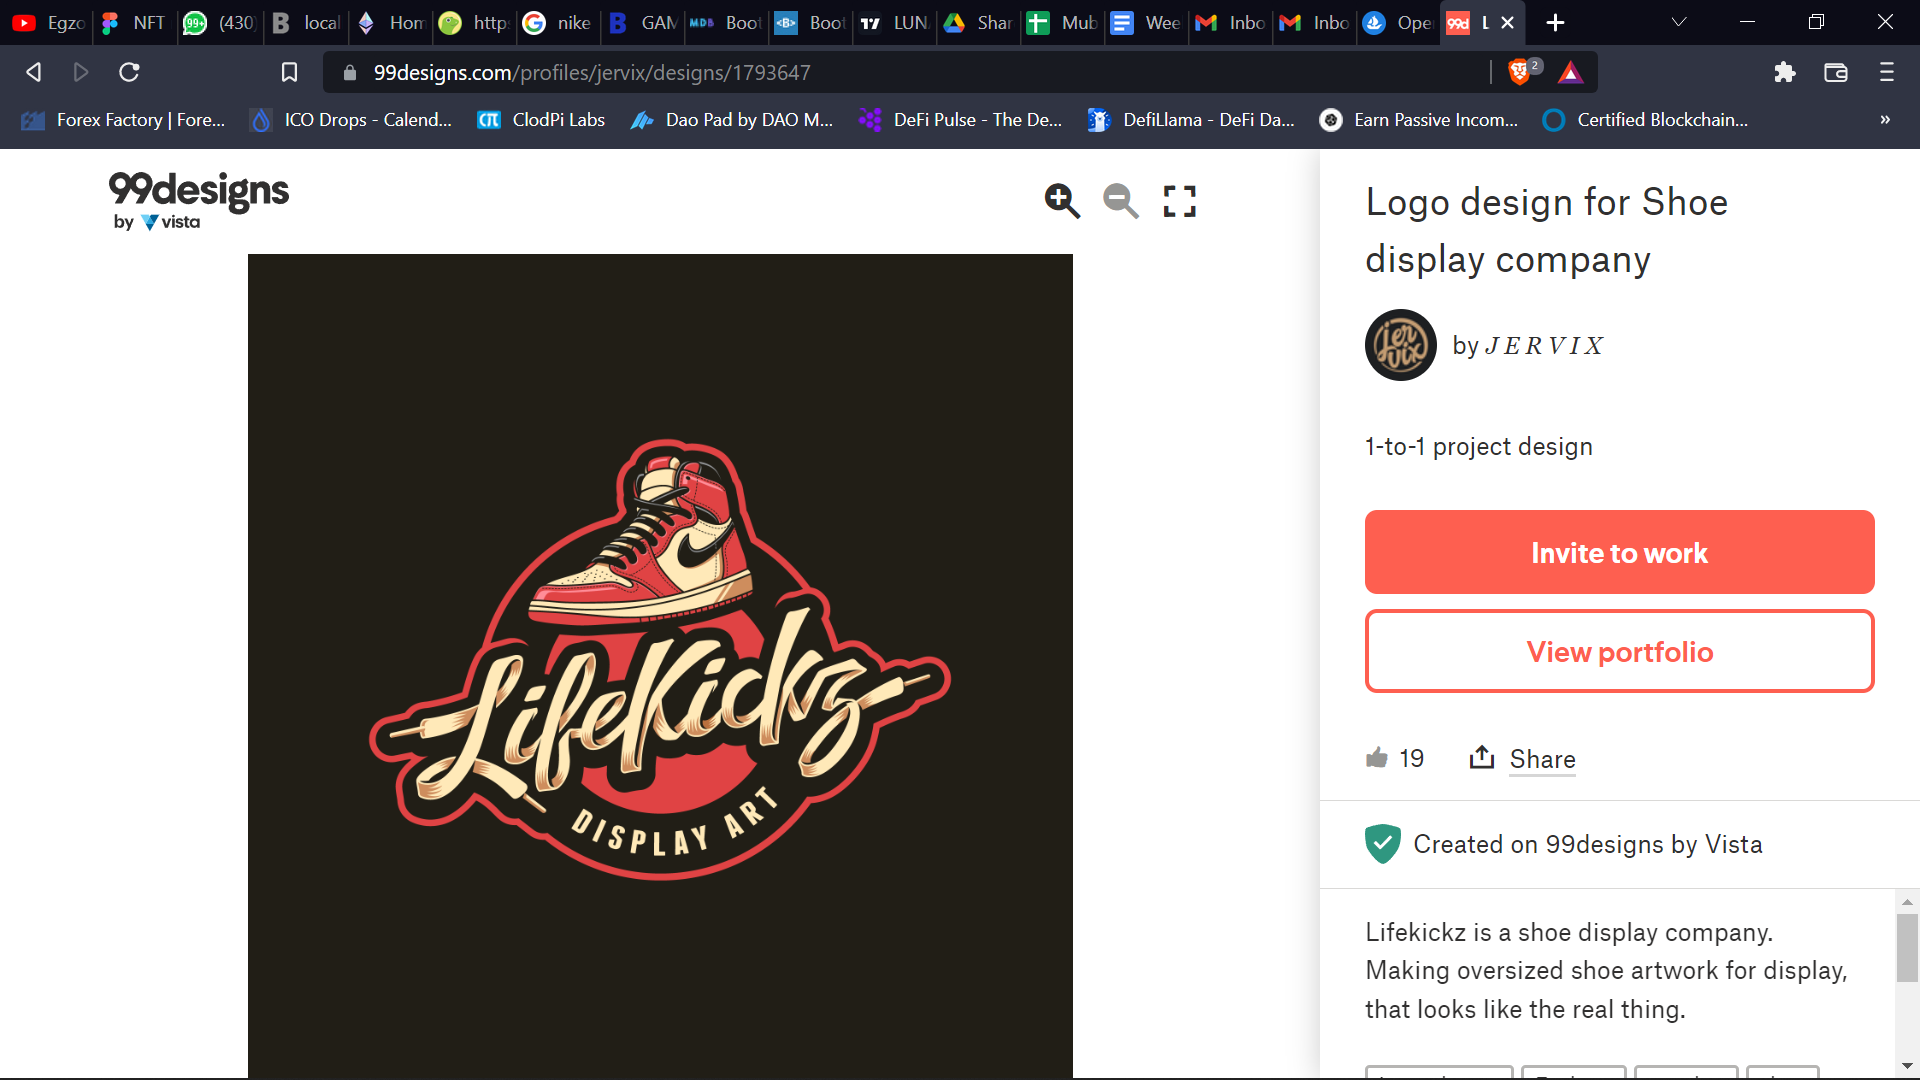 Egzo
NFT
99+
(430)
local
Hom
http
nike
GAM
MDB
Boot
<B>
Boot
LUN
Shar
Mub
Wee
Inbo
Inbo
Ope
99d
L
99designs.com/profiles/jervix/designs/1793647
2
Forex Factory | Fore...
ICO Drops - Calend...
ClodPi Labs
Dao Pad by DAO M...
DeFi Pulse - The De...
DefiLlama - DeFi Da...
Earn Passive Incom...
Certified Blockchain...
»
99designs
by vista
LifeKickz
DISPLAY ART
Logo design for Shoe
display company
jervix
by JERVIX
1-to-1 project design
Invite to work
View portfolio
19
Share
Created on 99designs by Vista
Lifekickz is a shoe display company.
Making oversized shoe artwork for display,
that looks like the real thing.